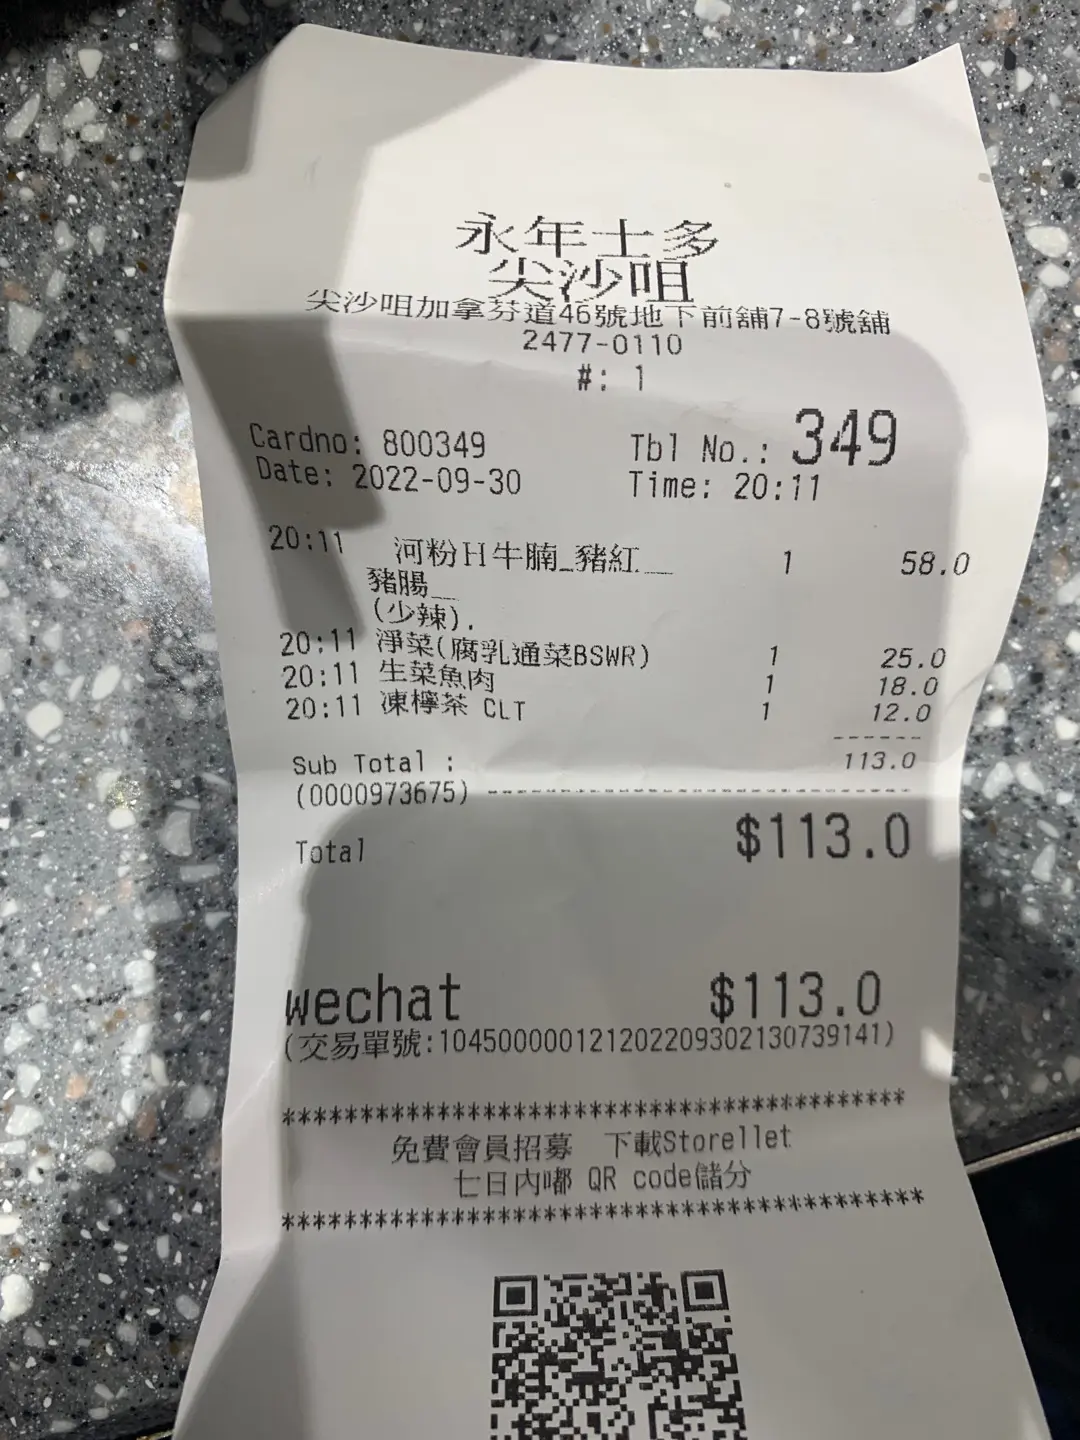 永年士多
尖沙咀
尖沙咀加拿芬道46號地下前舖7-8號舖
2477-0110
#: 1
Cardno: 800349 Tbl No.: 349
Date: 2022-09-30 Time: 20:11
20:11 河粉H牛腩_豬紅__ 1 58.0
豬腸__
(少辣).
20:11 淨菜(腐乳通菜BSWR) 1 25.0
20:11 生菜魚肉 1 18.0
20:11 凍檸茶 CLT 1 12.0
------
Sub Total : 113.0
(0000973675) ----------------------------------
Total $113.0
wechat $113.0
(交易單號:104500000121202209302130739141)
****************************************
免費會員招募 下載Storellet
七日內嘟 QR code儲分
****************************************